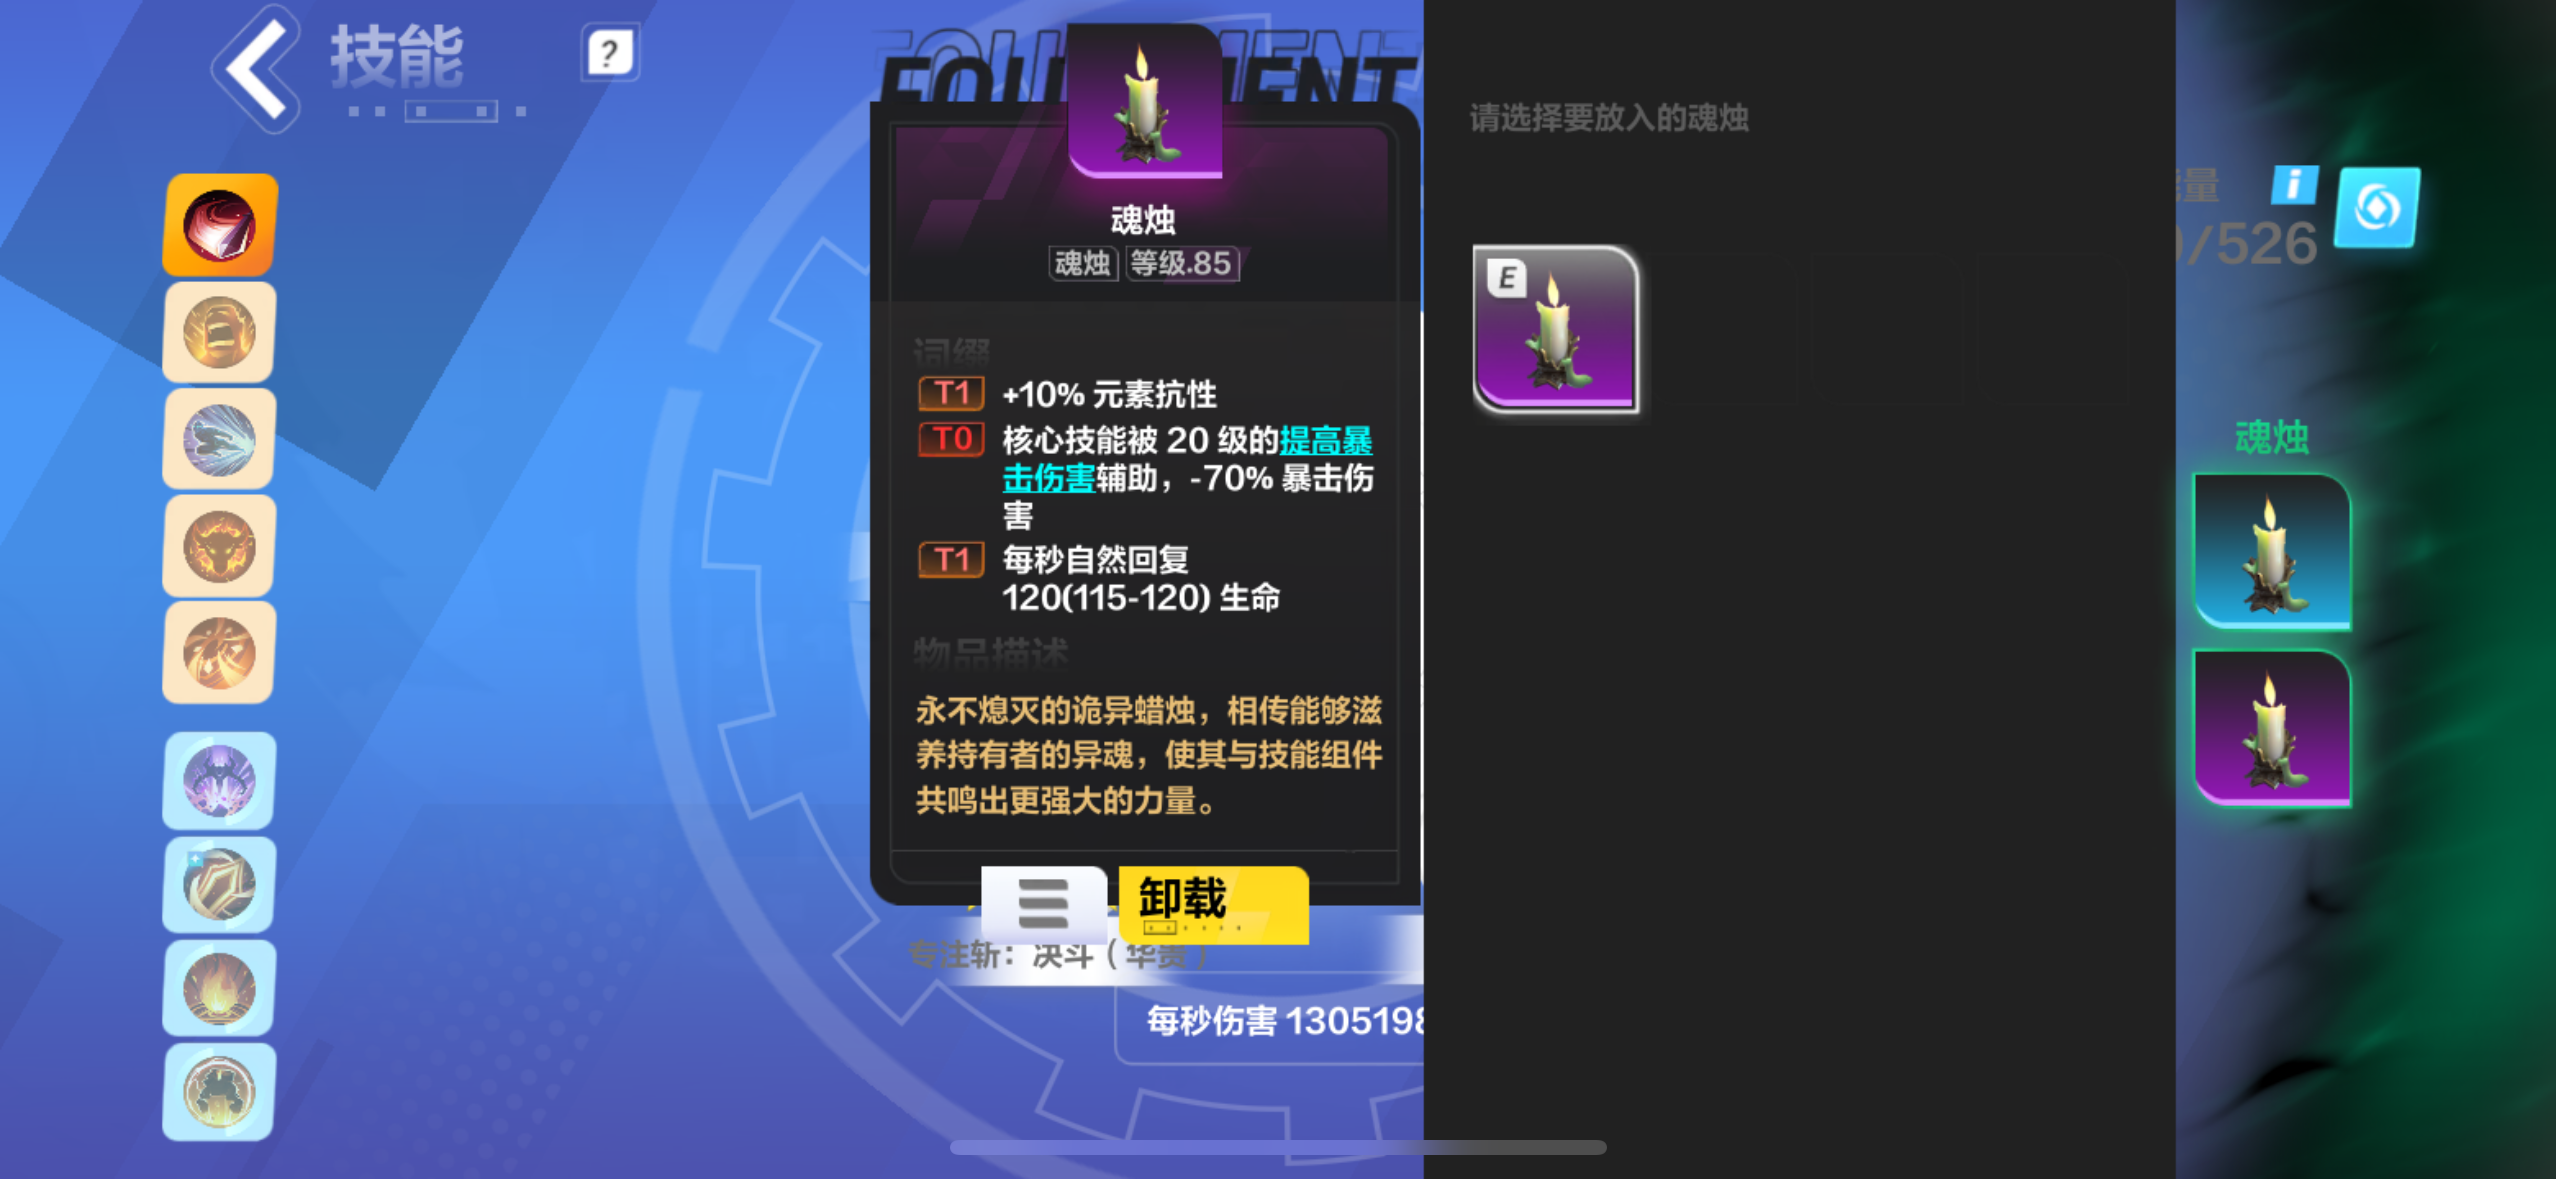 技能
?
魂烛
魂烛 等级.85
词缀
T1 +10% 元素抗性
T0 核心技能被 20 级的提高暴
击伤害辅助，-70% 暴击伤
害
T1 每秒自然回复
120(115-120) 生命
物品描述
永不熄灭的诡异蜡烛，相传能够滋
养持有者的异魂，使其与技能组件
共鸣出更强大的力量。
卸载
专注斩：决斗（华贵）
每秒伤害 1305198
请选择要放入的魂烛
E
量
i
/526
魂烛